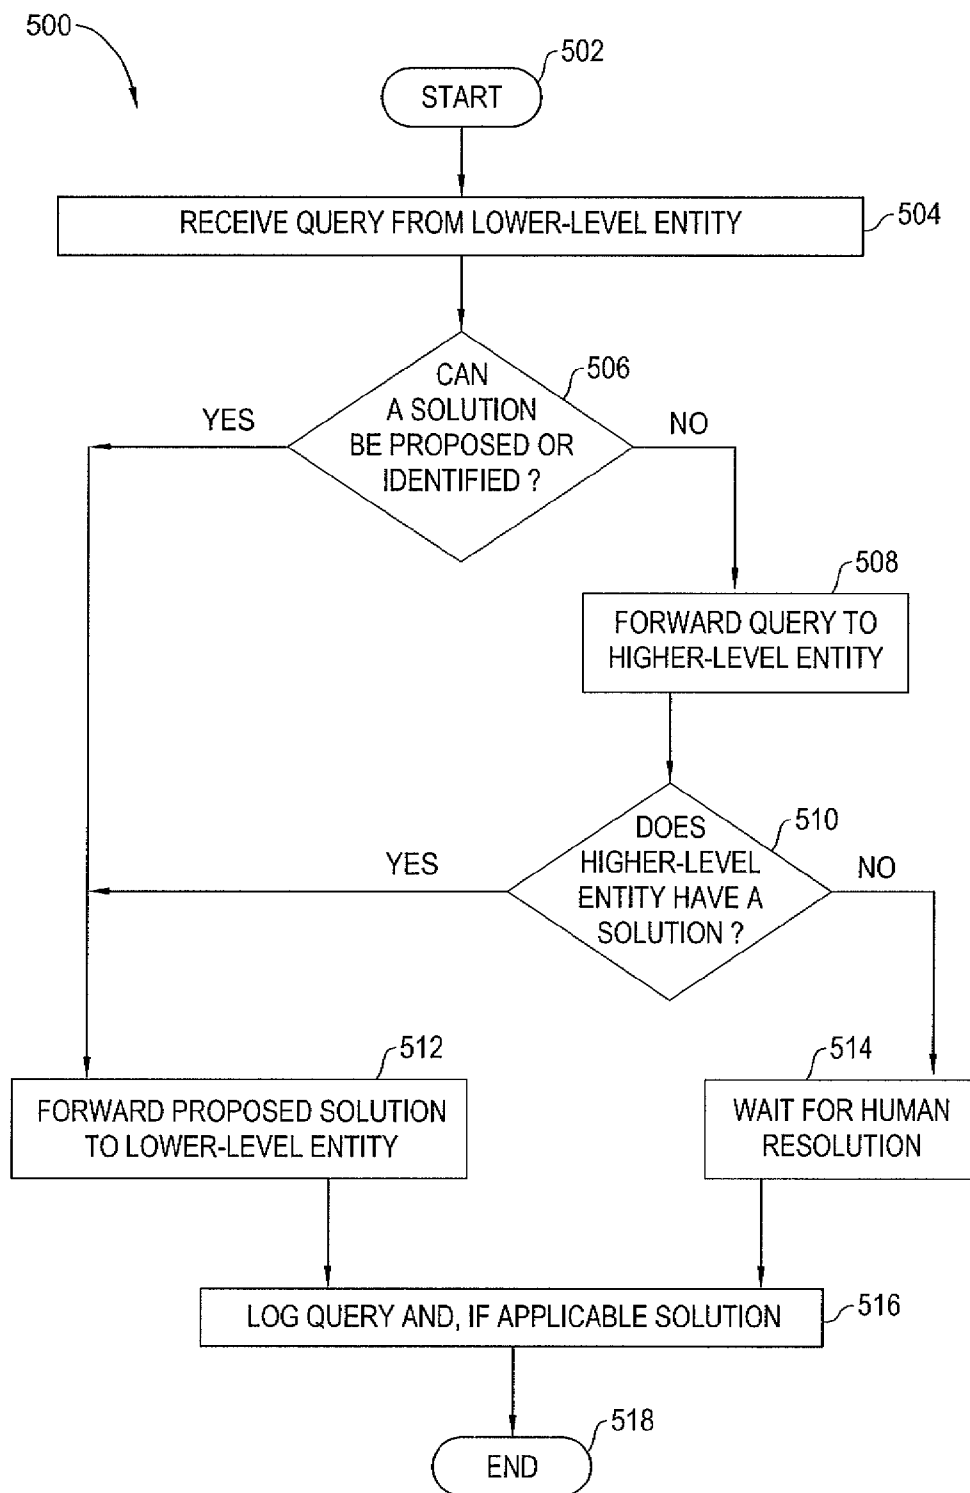 500
502
START
RECEIVE QUERY FROM LOWER-LEVEL ENTITY
504
CAN
A SOLUTION
BE PROPOSED OR
IDENTIFIED ?
506
YES
NO
508
FORWARD QUERY TO
HIGHER-LEVEL ENTITY
DOES
HIGHER-LEVEL
ENTITY HAVE A
SOLUTION ?
510
YES
NO
512
FORWARD PROPOSED SOLUTION
TO LOWER-LEVEL ENTITY
514
WAIT FOR HUMAN
RESOLUTION
LOG QUERY AND, IF APPLICABLE SOLUTION
516
518
END